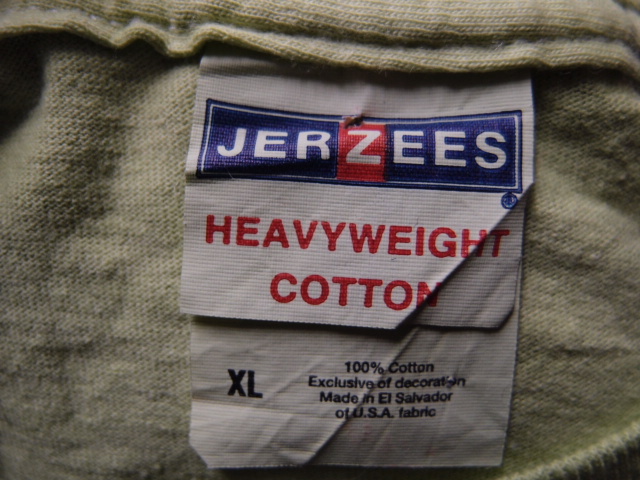 JERZEES
HEAVYWEIGHT
COTTON
XL
100% Cotton
Exclusive of decoration
Made in El Salvador
of U.S.A. fabric